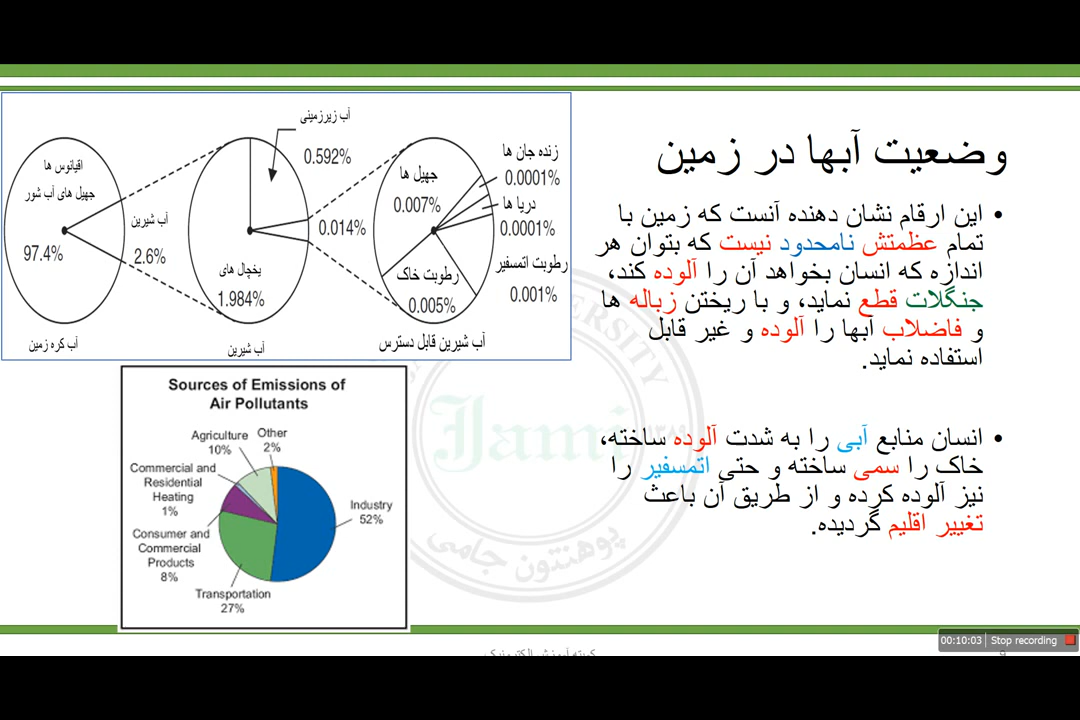 وضعیت آبها در زمین
• این ارقام نشان دهنده آنست که زمین با
تمام عظمتش نامحدود نیست که بتوان هر
اندازه که انسان بخواهد آن را آلوده کند،
جنگلات قطع نماید، و با ریختن زباله ها
و فاضلاب آبها را آلوده و غیر قابل
استفاده نماید.
• انسان منابع آبی را به شدت آلوده ساخته،
خاک را سمی ساخته و حتی اتمسفیر را
نیز آلوده کرده و از طریق آن باعث
تغییر اقلیم گردیده.
اقیانوس ها
جهیل های آب شور
97.4%
آب کره زمین
آب شیرین
2.6%
آب زیرزمینی
0.592%
یخچال های
1.984%
آب شیرین
0.014%
جهیل ها
0.007%
رطوبت خاک
0.005%
آب شیرین قابل دسترس
زنده جان ها
0.0001%
دریا ها
0.0001%
رطوبت اتمسفیر
0.001%
Sources of Emissions of
Air Pollutants
Agriculture
10%
Other
2%
Commercial and
Residential
Heating
1%
Industry
52%
Consumer and
Commercial
Products
8%
Transportation
27%
Jami
۱۳۸۹
پوهنتون جامی
00:10:03 Stop recording